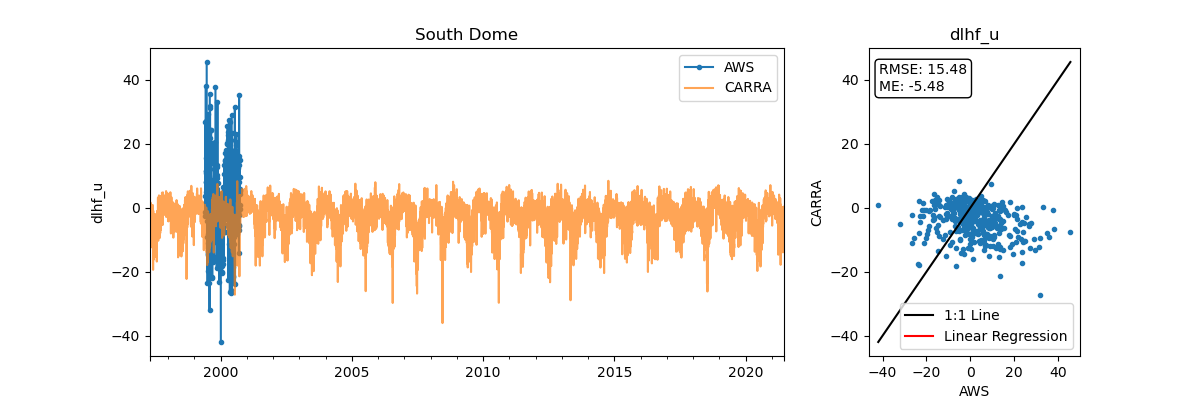 South Dome
dlhf_u
40
20
0
−20
−40
2000
2005
2010
2015
2020
AWS
CARRA
dlhf_u
CARRA
40
20
0
−20
−40
RMSE: 15.48
ME: -5.48
1:1 Line
Linear Regression
−40
−20
0
20
40
AWS